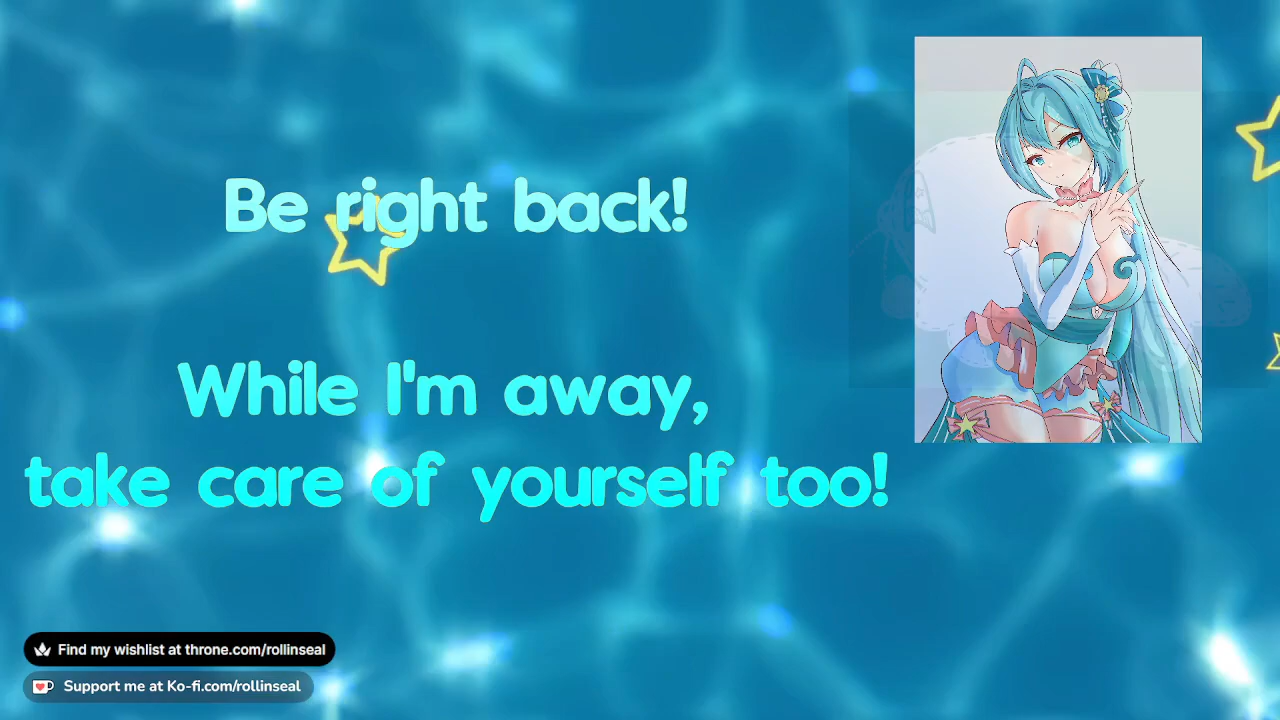 Be right back!
While I'm away,
take care of yourself too!
Find my wishlist at throne.com/rollinseal
Support me at Ko-fi.com/rollinseal